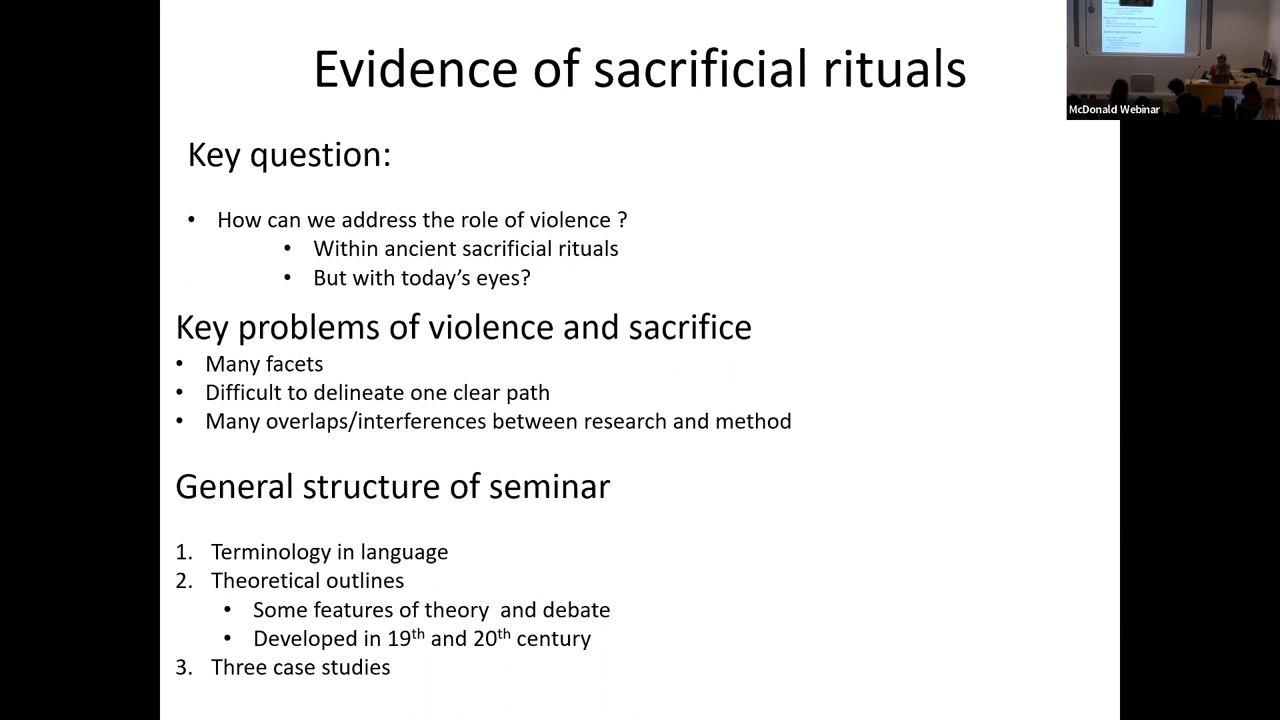 Evidence of sacrificial rituals
McDonald Webinar
Key question:
• How can we address the role of violence ?
• Within ancient sacrificial rituals
• But with today’s eyes?
Key problems of violence and sacrifice
• Many facets
• Difficult to delineate one clear path
• Many overlaps/interferences between research and method
General structure of seminar
1. Terminology in language
2. Theoretical outlines
• Some features of theory  and debate
• Developed in 19th and 20th century
3. Three case studies